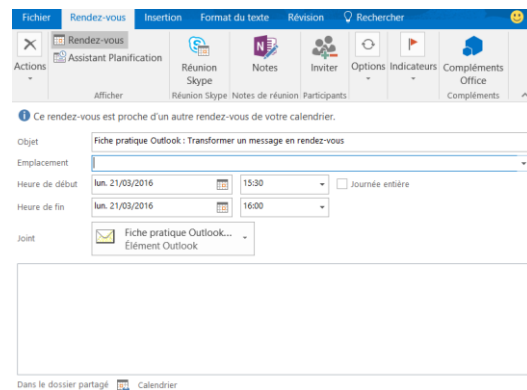 Fichier Rendez-vous Insertion Format du texte Révision Rechercher
Actions
Rendez-vous
Assistant Planification
Afficher
Réunion Skype
Réunion Skype
Notes
Notes de réunion
Inviter
Participants
Options
Indicateurs
Compléments Office
Compléments
Ce rendez-vous est proche d'un autre rendez-vous de votre calendrier.
Objet Fiche pratique Outlook : Transformer un message en rendez-vous
Emplacement
Heure de début lun. 21/03/2016 15:30 Journée entière
Heure de fin lun. 21/03/2016 16:00
Joint Fiche pratique Outlook...
Élément Outlook
Dans le dossier partagé Calendrier